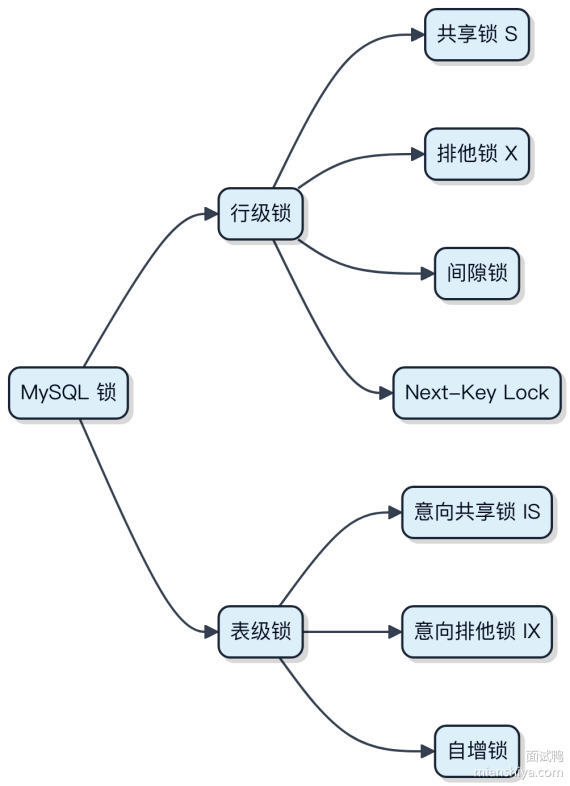 共享锁 S
排他锁 X
行级锁
间隙锁
MySQL 锁
Next-Key Lock
意向共享锁 IS
表级锁
意向排他锁 IX
自增锁
面试鸭
mianshiya.com